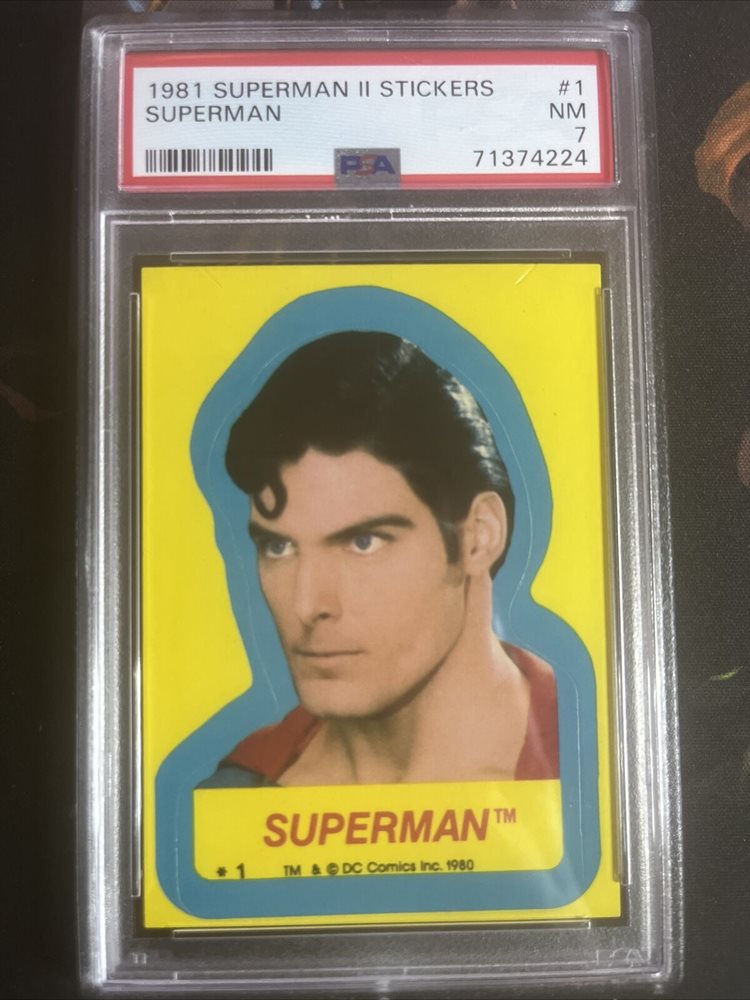 1981 SUPERMAN II STICKERS #1
SUPERMAN NM
7
PSA 71374224
SUPERMAN™
* 1 TM & © DC Comics Inc. 1980